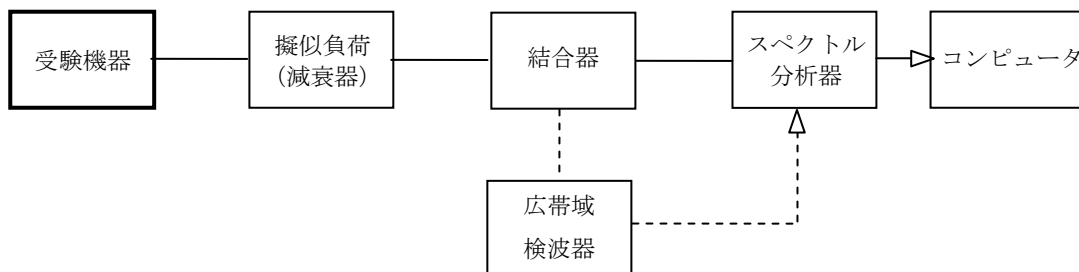 受験機器
擬似負荷
(減衰器)
結合器
スペクトル
分析器
コンピュータ
広帯域
検波器